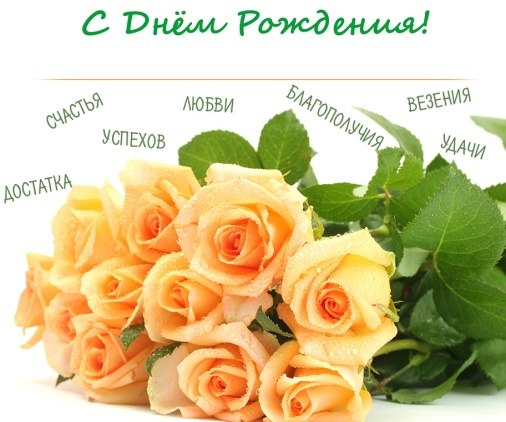 С Днём Рождения!
СЧАСТЬЯ
ЛЮБВИ
БЛАГОПОЛУЧИЯ
ВЕЗЕНИЯ
УСПЕХОВ
УДАЧИ
ДОСТАТКА